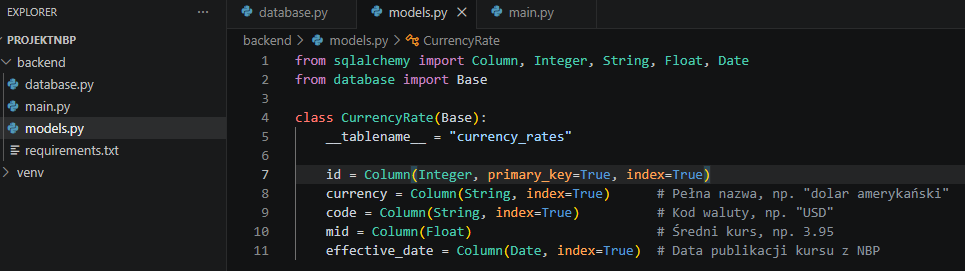 EXPLORER
PROJEKTNBP
backend
database.py
main.py
models.py
requirements.txt
venv
database.py models.py main.py
backend > models.py > CurrencyRate
1 from sqlalchemy import Column, Integer, String, Float, Date
2 from database import Base
3
4 class CurrencyRate(Base):
5     __tablename__ = "currency_rates"
6
7     id = Column(Integer, primary_key=True, index=True)
8     currency = Column(String, index=True)      # Pełna nazwa, np. "dolar amerykański"
9     code = Column(String, index=True)          # Kod waluty, np. "USD"
10     mid = Column(Float)                        # Średni kurs, np. 3.95
11     effective_date = Column(Date, index=True)  # Data publikacji kursu z NBP